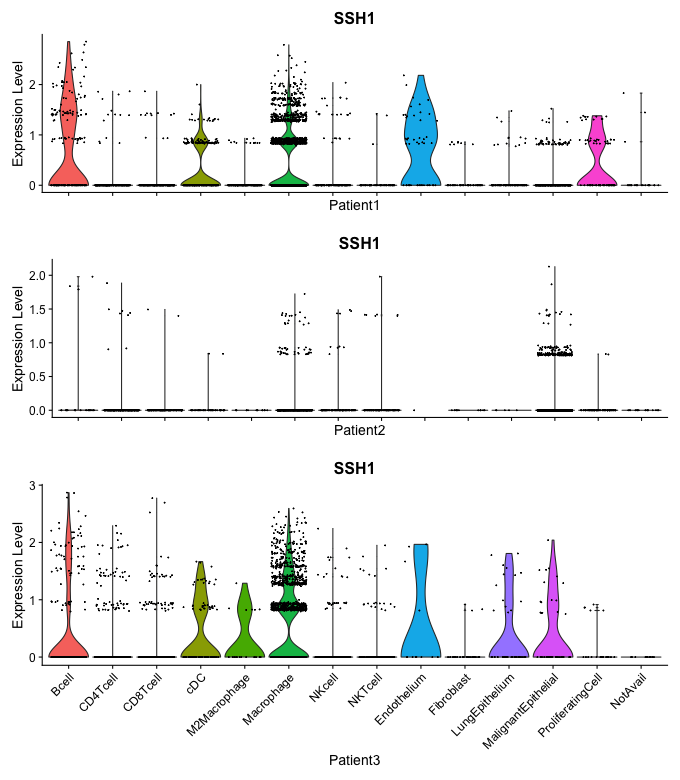 SSH1
Expression Level
2
1
0
Patient1
SSH1
Expression Level
2.0
1.5
1.0
0.5
0.0
Patient2
SSH1
Expression Level
3
2
1
0
Bcell
CD4Tcell
CD8Tcell
cDC
M2Macrophage
Macrophage
NKcell
NKTcell
Endothelium
Fibroblast
LungEpithelium
MalignantEpithelial
ProliferatingCell
NotAvail
Patient3